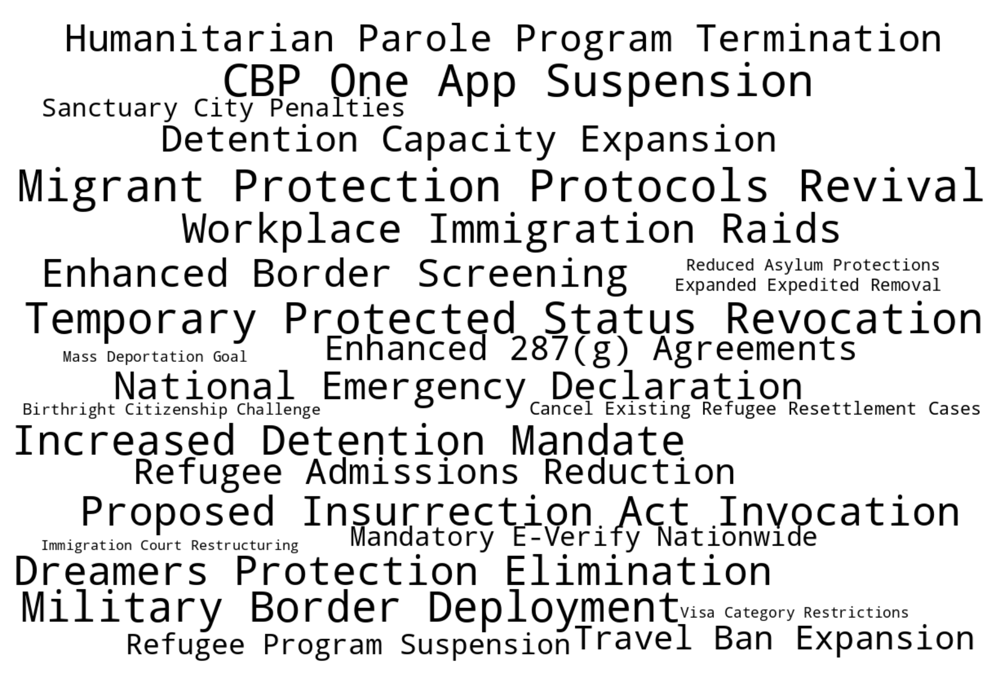 Humanitarian Parole Program Termination
CBP One App Suspension
Sanctuary City Penalties
Detention Capacity Expansion
Migrant Protection Protocols Revival
Workplace Immigration Raids
Enhanced Border Screening
Reduced Asylum Protections
Expanded Expedited Removal
Temporary Protected Status Revocation
Enhanced 287(g) Agreements
Mass Deportation Goal
National Emergency Declaration
Birthright Citizenship Challenge
Cancel Existing Refugee Resettlement Cases
Increased Detention Mandate
Refugee Admissions Reduction
Proposed Insurrection Act Invocation
Mandatory E-Verify Nationwide
Immigration Court Restructuring
Dreamers Protection Elimination
Military Border Deployment
Visa Category Restrictions
Refugee Program Suspension
Travel Ban Expansion